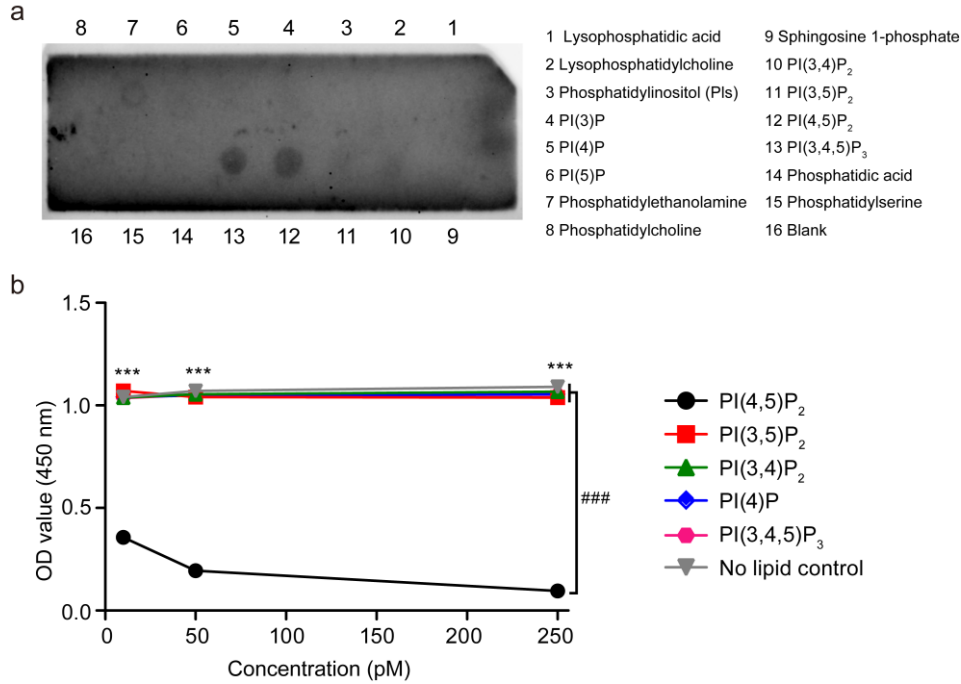 a
8 7 6 5 4 3 2 1
16 15 14 13 12 11 10 9
1 Lysophosphatidic acid
2 Lysophosphatidylcholine
3 Phosphatidylinositol (PIs)
4 PI(3)P
5 PI(4)P
6 PI(5)P
7 Phosphatidylethanolamine
8 Phosphatidylcholine
9 Sphingosine 1-phosphate
10 PI(3,4)P₂
11 PI(3,5)P₂
12 PI(4,5)P₂
13 PI(3,4,5)P₃
14 Phosphatidic acid
15 Phosphatidylserine
16 Blank
b
OD value (450 nm)
1.5
1.0
0.5
0.0
*** *** ***
###
0 50 100 150 200 250
Concentration (pM)
PI(4,5)P₂
PI(3,5)P₂
PI(3,4)P₂
PI(4)P
PI(3,4,5)P₃
No lipid control